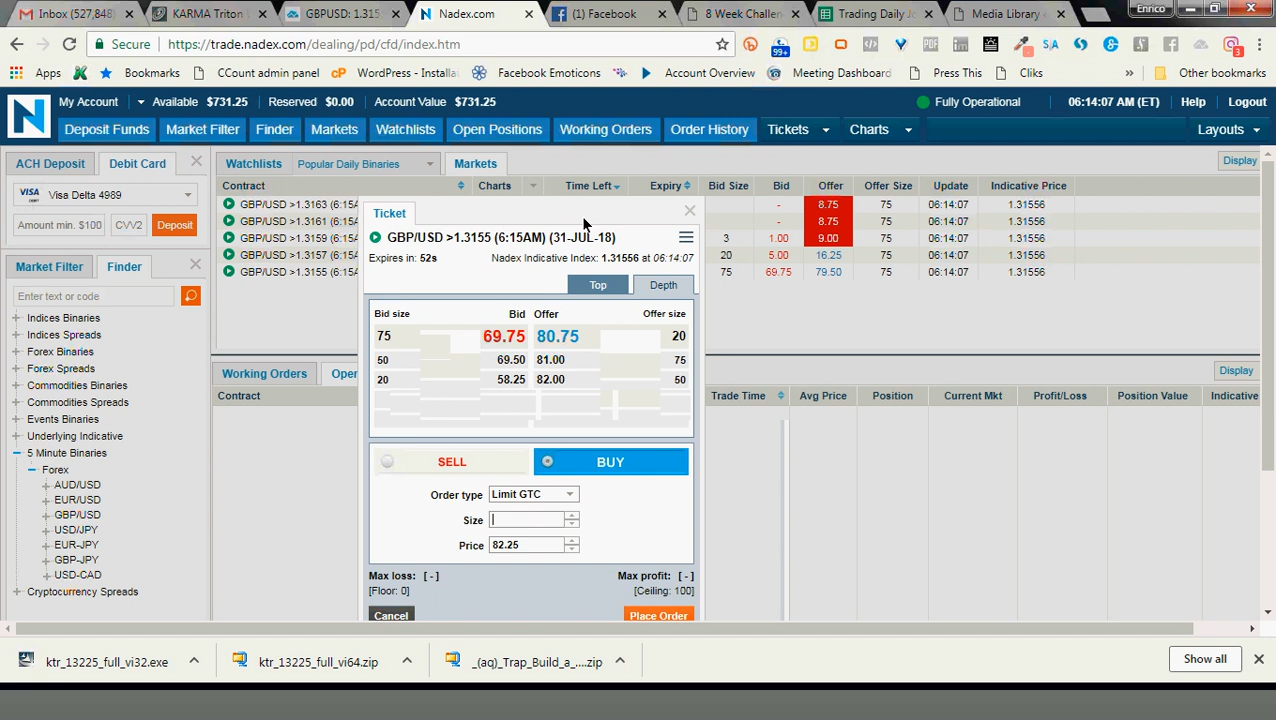 Inbox (527,848)
KARMA Triton
GBPUSD: 1.315
Nadex.com
(1) Facebook
8 Week Challen
Trading Daily J
Media Library
Enrico
Secure https://trade.nadex.com/dealing/pd/cfd/index.htm
99+
PDF
3
Apps Bookmarks CCount admin panel cP WordPress - Installa Facebook Emoticons Account Overview Meeting Dashboard Press This Cliks » Other bookmarks
N
My Account Available $731.25 Reserved $0.00 Account Value $731.25 Fully Operational 06:14:07 AM (ET) Help Logout
Deposit Funds Market Filter Finder Markets Watchlists Open Positions Working Orders Order History Tickets Charts Layouts
ACH Deposit Debit Card
VISA Visa Delta 4989
Amount min. $100 CVV2 Deposit
Market Filter Finder
Enter text or code
Indices Binaries
Indices Spreads
Forex Binaries
Forex Spreads
Commodities Binaries
Commodities Spreads
Events Binaries
Underlying Indicative
5 Minute Binaries
Forex
AUD/USD
EUR/USD
GBP/USD
USD/JPY
EUR-JPY
GBP-JPY
USD-CAD
Cryptocurrency Spreads
Watchlists Popular Daily Binaries Markets Display
Contract Charts Time Left Expiry Bid Size Bid Offer Offer Size Update Indicative Price
GBP/USD >1.3163 (6:15A - 8.75 75 06:14:07 1.31556
GBP/USD >1.3161 (6:15A - 8.75 75 06:14:07 1.31556
GBP/USD >1.3159 (6:15A 3 1.00 9.00 75 06:14:07 1.31556
GBP/USD >1.3157 (6:15A 20 5.00 16.25 75 06:14:07 1.31556
GBP/USD >1.3155 (6:15A 75 69.75 79.50 75 06:14:07 1.31556
Ticket
GBP/USD >1.3155 (6:15AM) (31-JUL-18)
Expires in: 52s Nadex Indicative Index: 1.31556 at 06:14:07
Top Depth
Bid size Bid Offer Offer size
75 69.75 80.75 20
50 69.50 81.00 75
20 58.25 82.00 50
SELL BUY
Order type Limit GTC
Size
Price 82.25
Max loss: [ - ] Max profit: [ - ]
[Floor: 0] [Ceiling: 100]
Cancel Place Order
Working Orders Oper Display
Contract Trade Time Avg Price Position Current Mkt Profit/Loss Position Value Indicative
ktr_13225_full_vi32.exe
ktr_13225_full_vi64.zip
_(aq)_Trap_Build_a_....zip
Show all